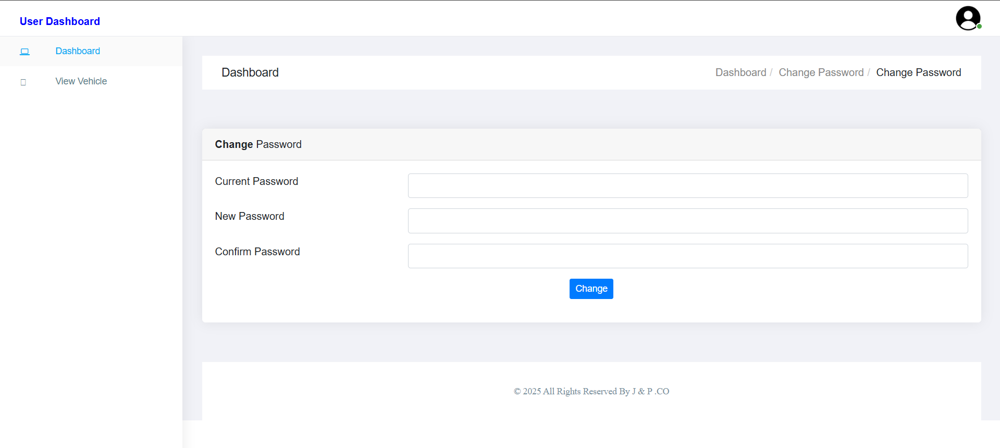 User Dashboard
Dashboard
View Vehicle
Dashboard
Dashboard / Change Password / Change Password
Change Password
Current Password
New Password
Confirm Password
Change
© 2025 All Rights Reserved By J & P .CO